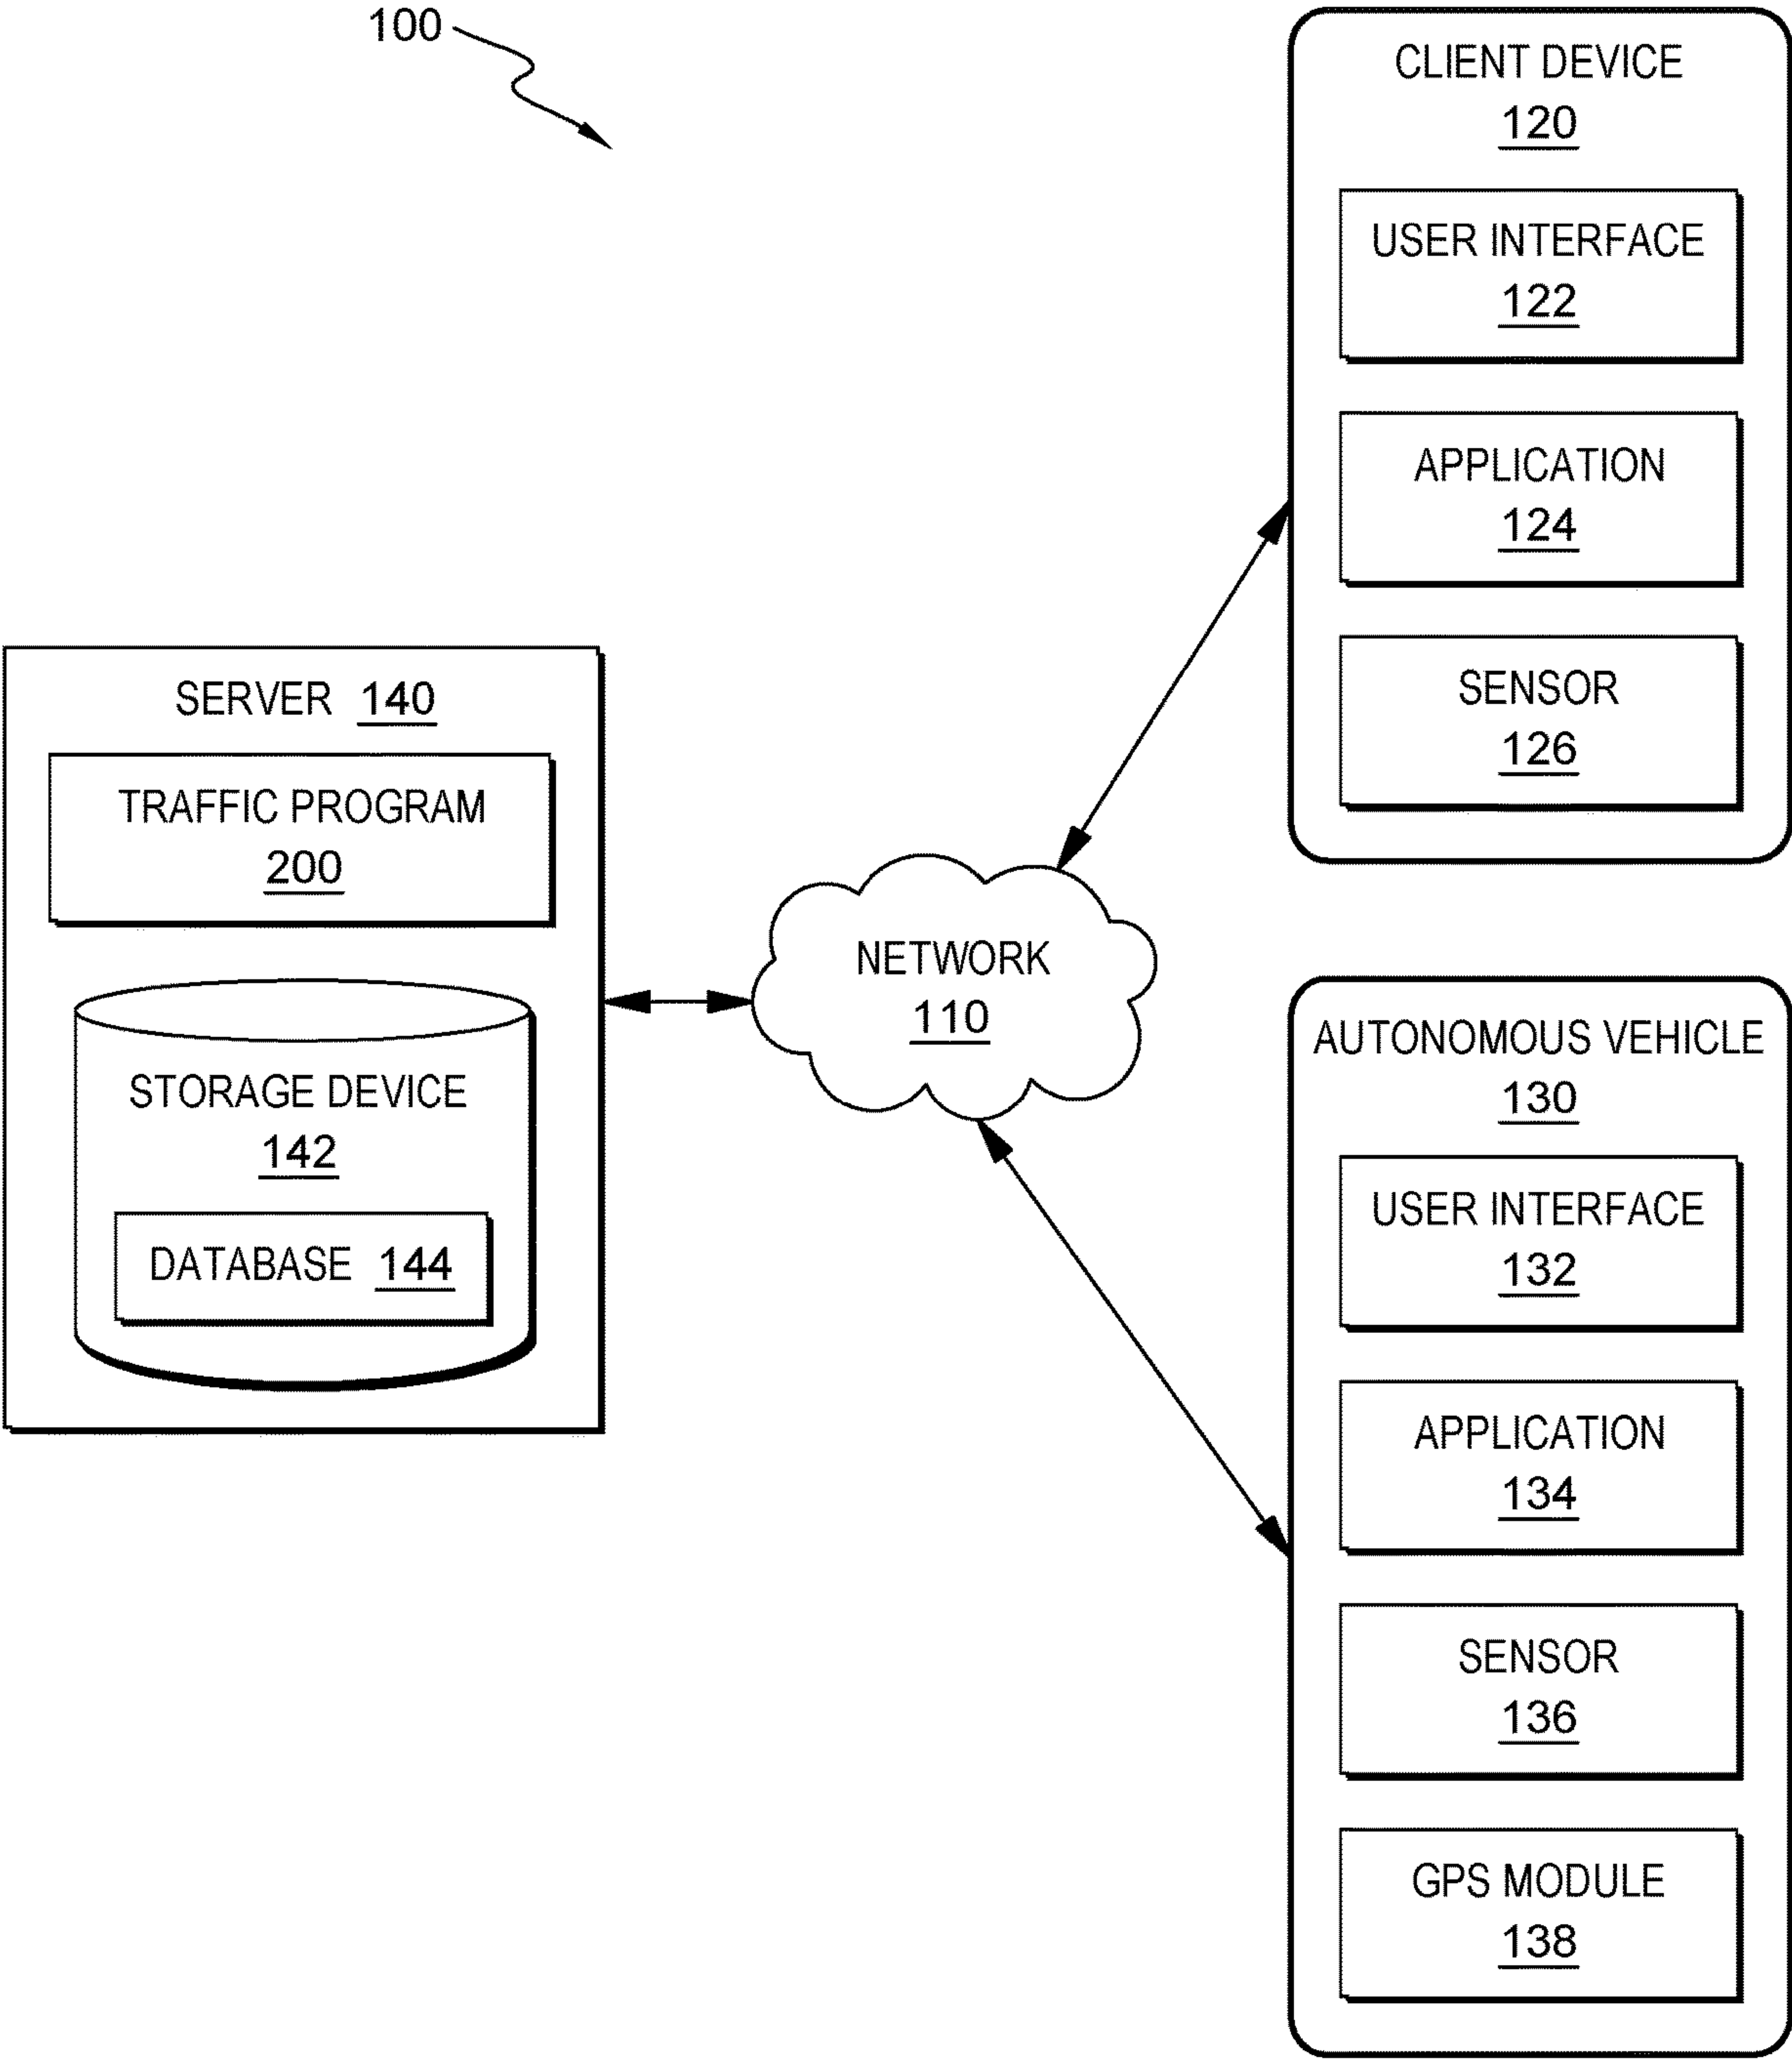 100
CLIENT DEVICE
120
USER INTERFACE
122
APPLICATION
124
SENSOR
126
SERVER 140
TRAFFIC PROGRAM
200
STORAGE DEVICE
142
DATABASE 144
NETWORK
110
AUTONOMOUS VEHICLE
130
USER INTERFACE
132
APPLICATION
134
SENSOR
136
GPS MODULE
138